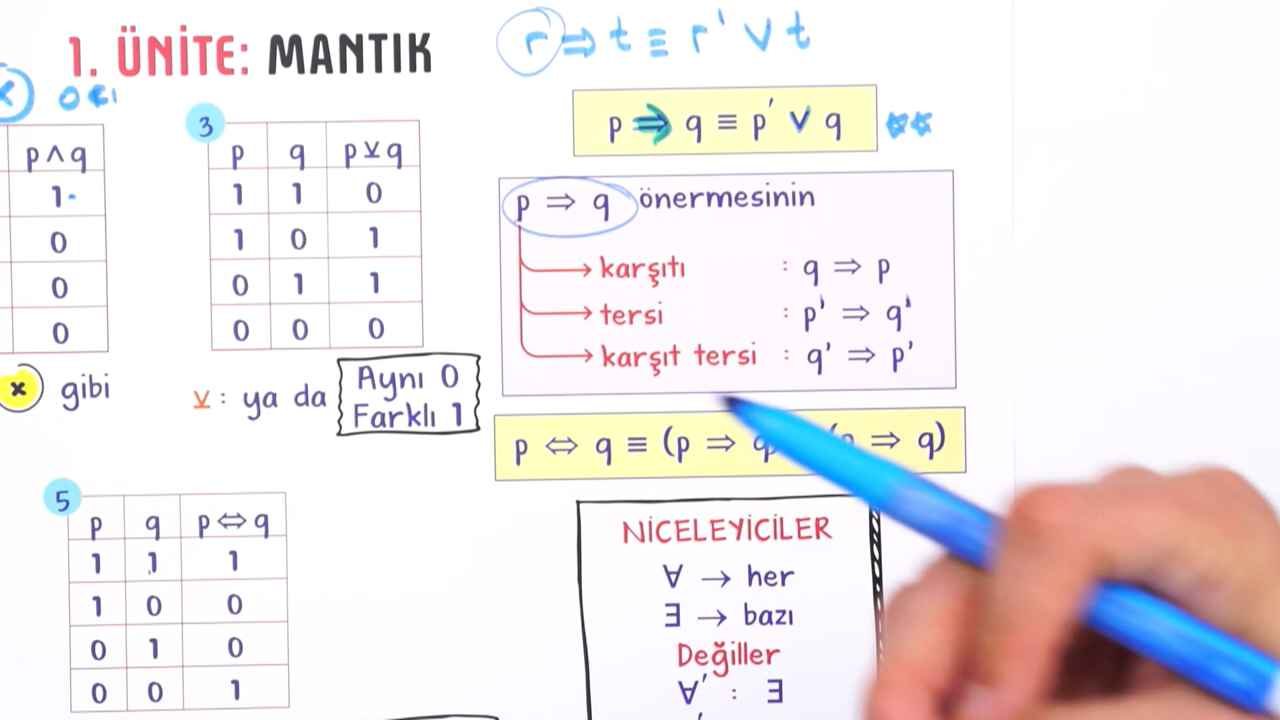 1. ÜNİTE: MANTIK
r ⇒ t ≡ r' ∨ t
0
p ∧ q
1
0
0
0
gibi
3
p q p ⊻ q
1 1 0
1 0 1
0 1 1
0 0 0
⊻ : ya da
Aynı 0
Farklı 1
p ⇒ q ≡ p' ∨ q
p ⇒ q önermesinin
karşıtı : q ⇒ p
tersi : p' ⇒ q'
karşıt tersi : q' ⇒ p'
p ⇔ q ≡ (p ⇒ q ⇒ q)
5
p q p ⇔ q
1 1 1
1 0 0
0 1 0
0 0 1
NİCELEYİCİLER
∀ → her
∃ → bazı
Değiller
∀' : ∃